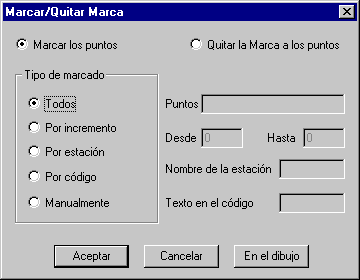 Marcar/Quitar Marca
Marcar los puntos
Quitar la Marca a los puntos
Tipo de marcado
Todos
Por incremento
Por estación
Por código
Manualmente
Puntos
Desde 0 Hasta 0
Nombre de la estación
Texto en el código
Aceptar Cancelar En el dibujo